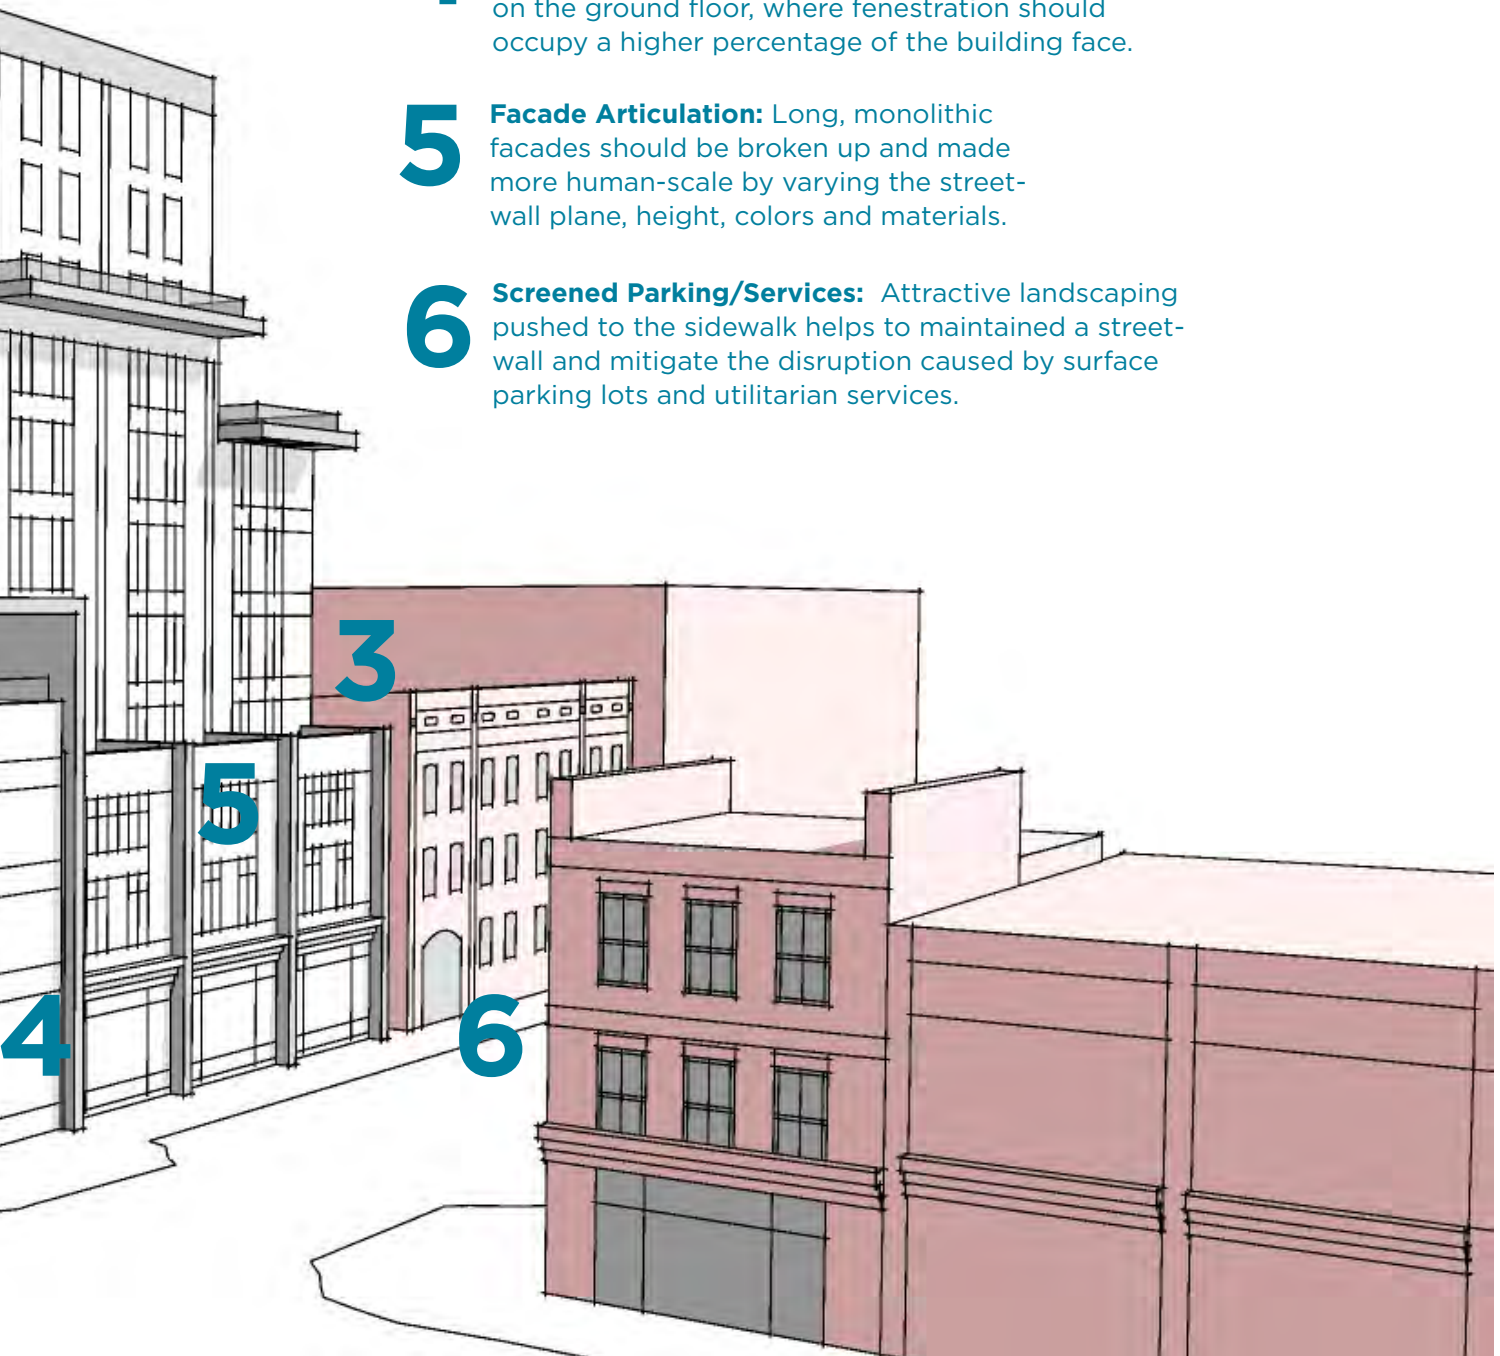 on the ground floor, where fenestration should
occupy a higher percentage of the building face.
5
Facade Articulation: Long, monolithic
facades should be broken up and made
more human-scale by varying the street-
wall plane, height, colors and materials.
6
Screened Parking/Services: Attractive landscaping
pushed to the sidewalk helps to maintained a street-
wall and mitigate the disruption caused by surface
parking lots and utilitarian services.
3
5
4
6